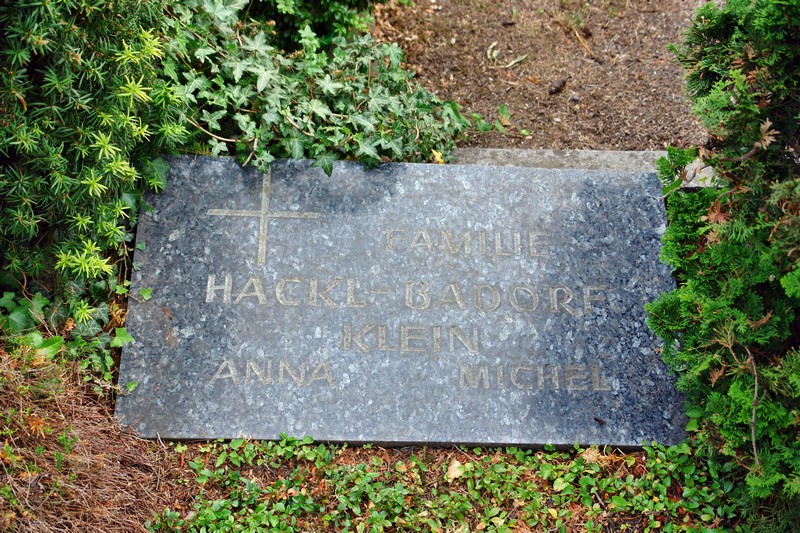 FAMILIE
HACKL-BADORF
KLEIN
ANNA MICHEL